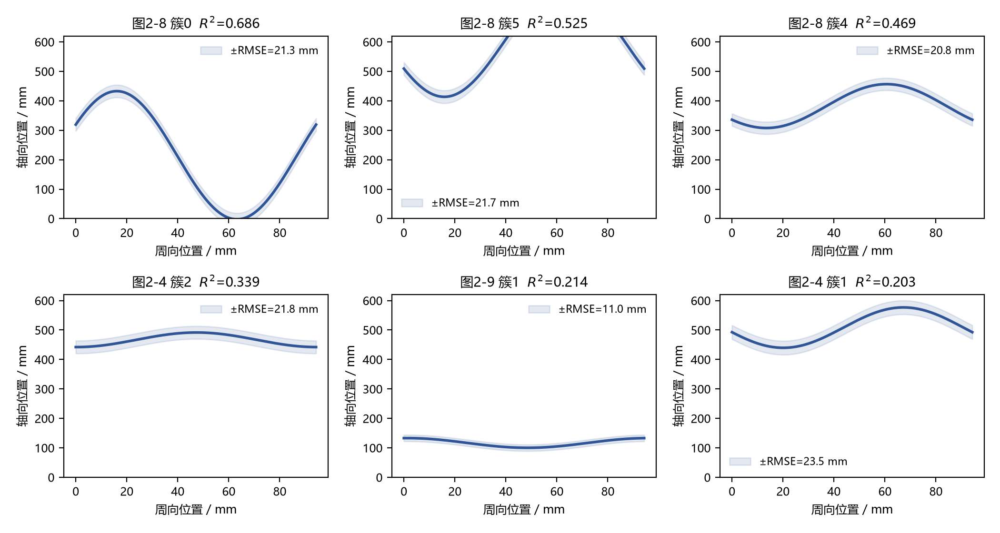 图2-8 簇0 R²=0.686
±RMSE=21.3 mm
轴向位置 / mm
600
500
400
300
200
100
0
0 20 40 60 80
周向位置 / mm
图2-8 簇5 R²=0.525
±RMSE=21.7 mm
轴向位置 / mm
600
500
400
300
200
100
0
0 20 40 60 80
周向位置 / mm
图2-8 簇4 R²=0.469
±RMSE=20.8 mm
轴向位置 / mm
600
500
400
300
200
100
0
0 20 40 60 80
周向位置 / mm
图2-4 簇2 R²=0.339
±RMSE=21.8 mm
轴向位置 / mm
600
500
400
300
200
100
0
0 20 40 60 80
周向位置 / mm
图2-9 簇1 R²=0.214
±RMSE=11.0 mm
轴向位置 / mm
600
500
400
300
200
100
0
0 20 40 60 80
周向位置 / mm
图2-4 簇1 R²=0.203
±RMSE=23.5 mm
轴向位置 / mm
600
500
400
300
200
100
0
0 20 40 60 80
周向位置 / mm